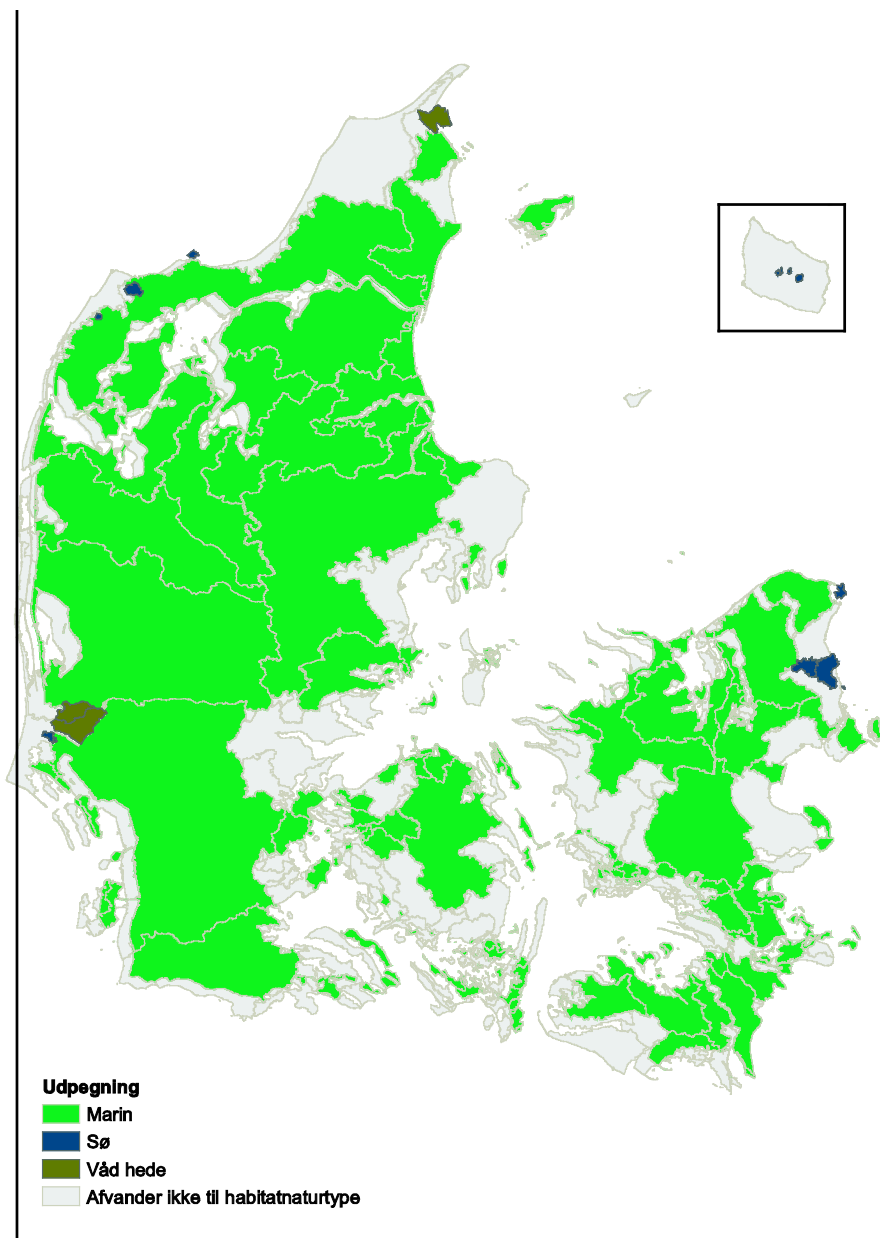 Udpegning
Marin
Sø
Våd hede
Afvander ikke til habitatnaturtype